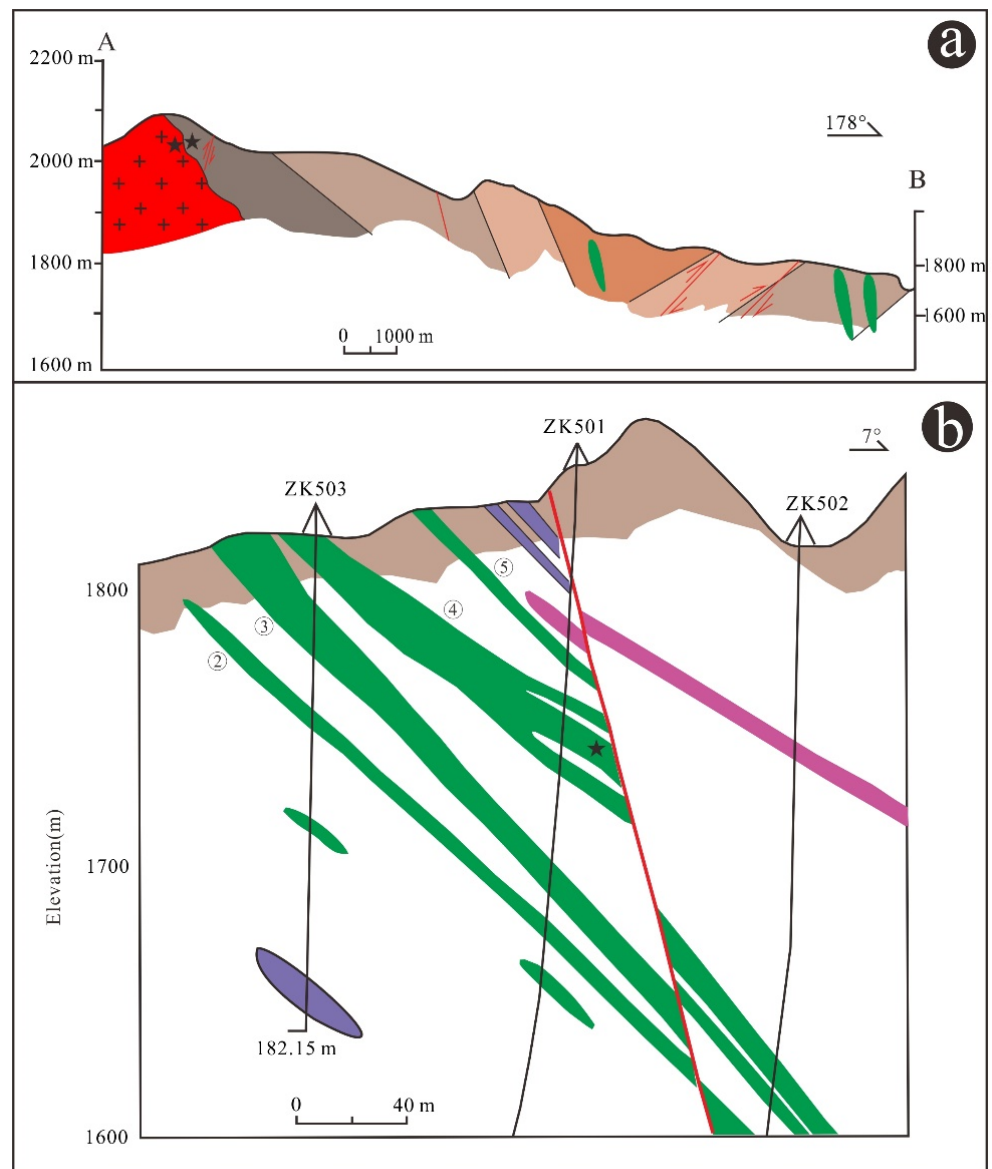 a
A
2200 m
2000 m
1800 m
1600 m
178°
B
1800 m
1600 m
0 1000 m
b
7°
ZK501
ZK503
ZK502
1800
1700
1600
Elevation(m)
⑤
④
③
②
182.15 m
0 40 m